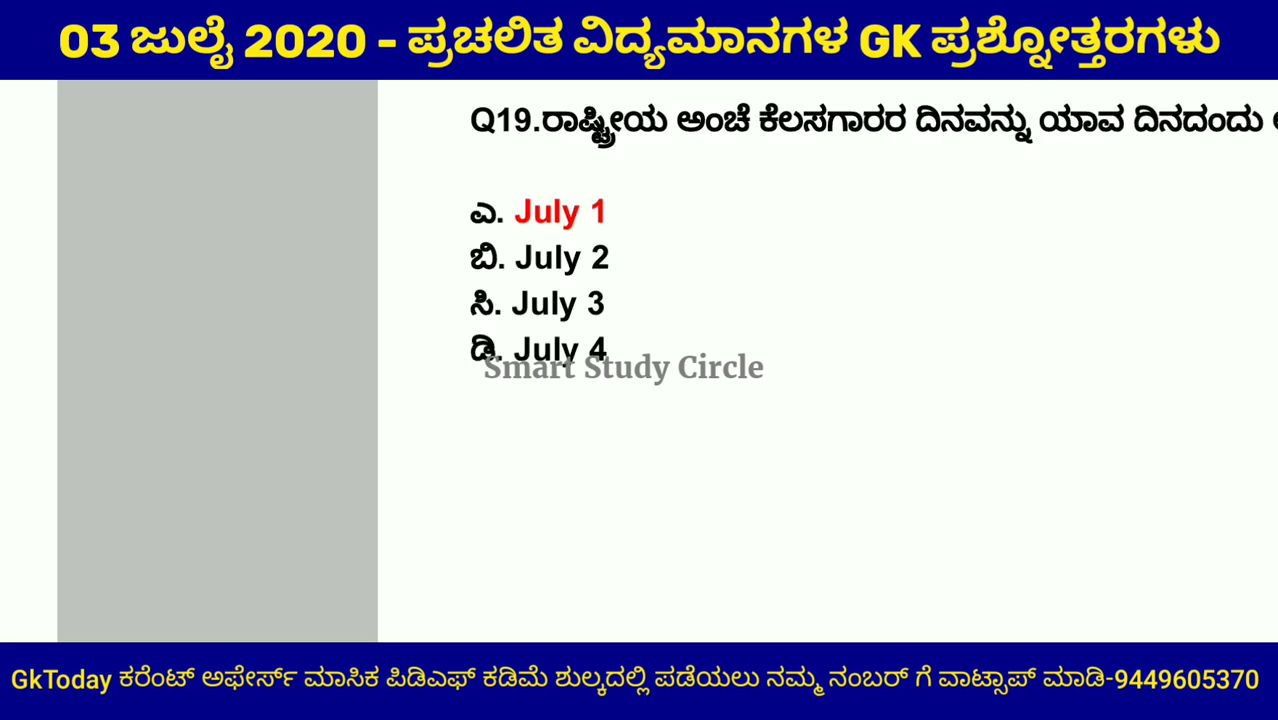 03 ಜುಲೈ 2020 - ಪ್ರಚಲಿತ ವಿದ್ಯಮಾನಗಳ GK ಪ್ರಶ್ನೋತ್ತರಗಳು
Q19.ರಾಷ್ಟ್ರೀಯ ಅಂಚೆ ಕೆಲಸಗಾರರ ದಿನವನ್ನು ಯಾವ ದಿನದಂದು
ಎ. July 1
ಬಿ. July 2
ಸಿ. July 3
ಡಿ. July 4
Smart Study Circle
GkToday ಕರೆಂಟ್ ಅಫೇರ್ಸ್ ಮಾಸಿಕ ಪಿಡಿಎಫ್ ಕಡಿಮೆ ಶುಲ್ಕದಲ್ಲಿ ಪಡೆಯಲು ನಮ್ಮ ನಂಬರ್ ಗೆ ವಾಟ್ಸಾಪ್ ಮಾಡಿ-9449605370